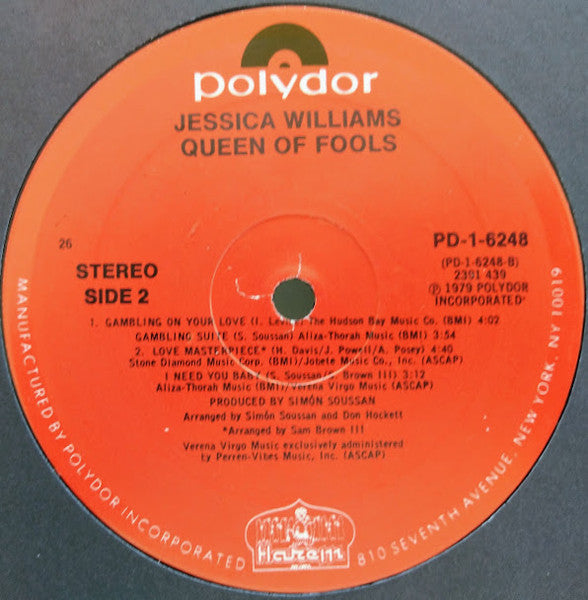 polydor
JESSICA WILLIAMS
QUEEN OF FOOLS
26
STEREO
SIDE 2
PD-1-6248
(PD-1-6248-B)
2391 439
℗ 1979 POLYDOR
INCORPORATED
1. GAMBLING ON YOUR LOVE (I. Levine) The Hudson Bay Music Co. (BMI) 4:02
GAMBLING SUITE (S. Soussan) Aliza-Thorah Music (BMI) 3:54
2. LOVE MASTERPIECE* (H. Davis/J. Powell/A. Posey) 4:40
Stone Diamond Music Corp. (BMI)/Jobete Music Co., Inc. (ASCAP)
I NEED YOU BABY (S. Soussan/S. Brown III) 3:12
Aliza-Thorah Music (BMI)/Verena Virgo Music (ASCAP)
PRODUCED BY SIMÓN SOUSSAN
Arranged by Simón Soussan and Don Hockett
*Arranged by Sam Brown III
Verena Virgo Music exclusively administered
by Perren-Vibes Music, Inc. (ASCAP)
Harem
MANUFACTURED BY POLYDOR INCORPORATED 810 SEVENTH AVENUE, NEW YORK, NY 10019